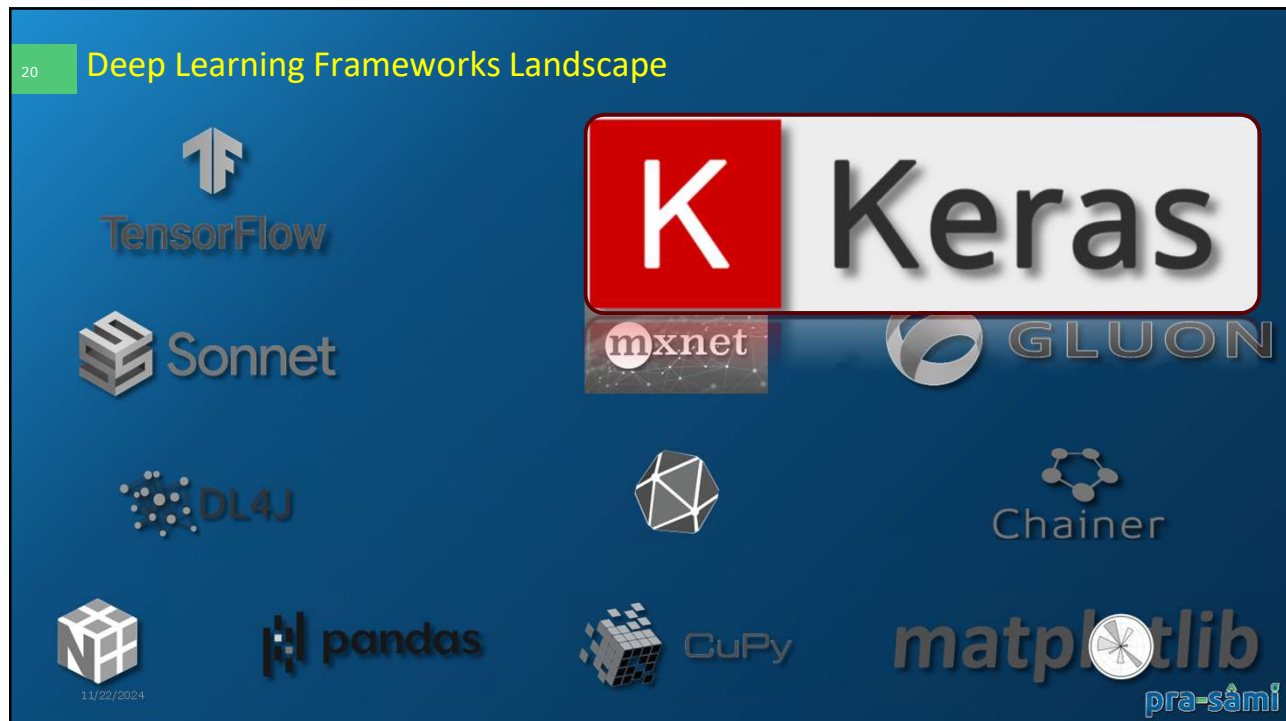 20
Deep Learning Frameworks Landscape
TensorFlow
K Keras
Sonnet
mxnet
GLUON
DL4J
Chainer
N
pandas
CuPy
matplotlib
11/22/2024
pra-sâmi